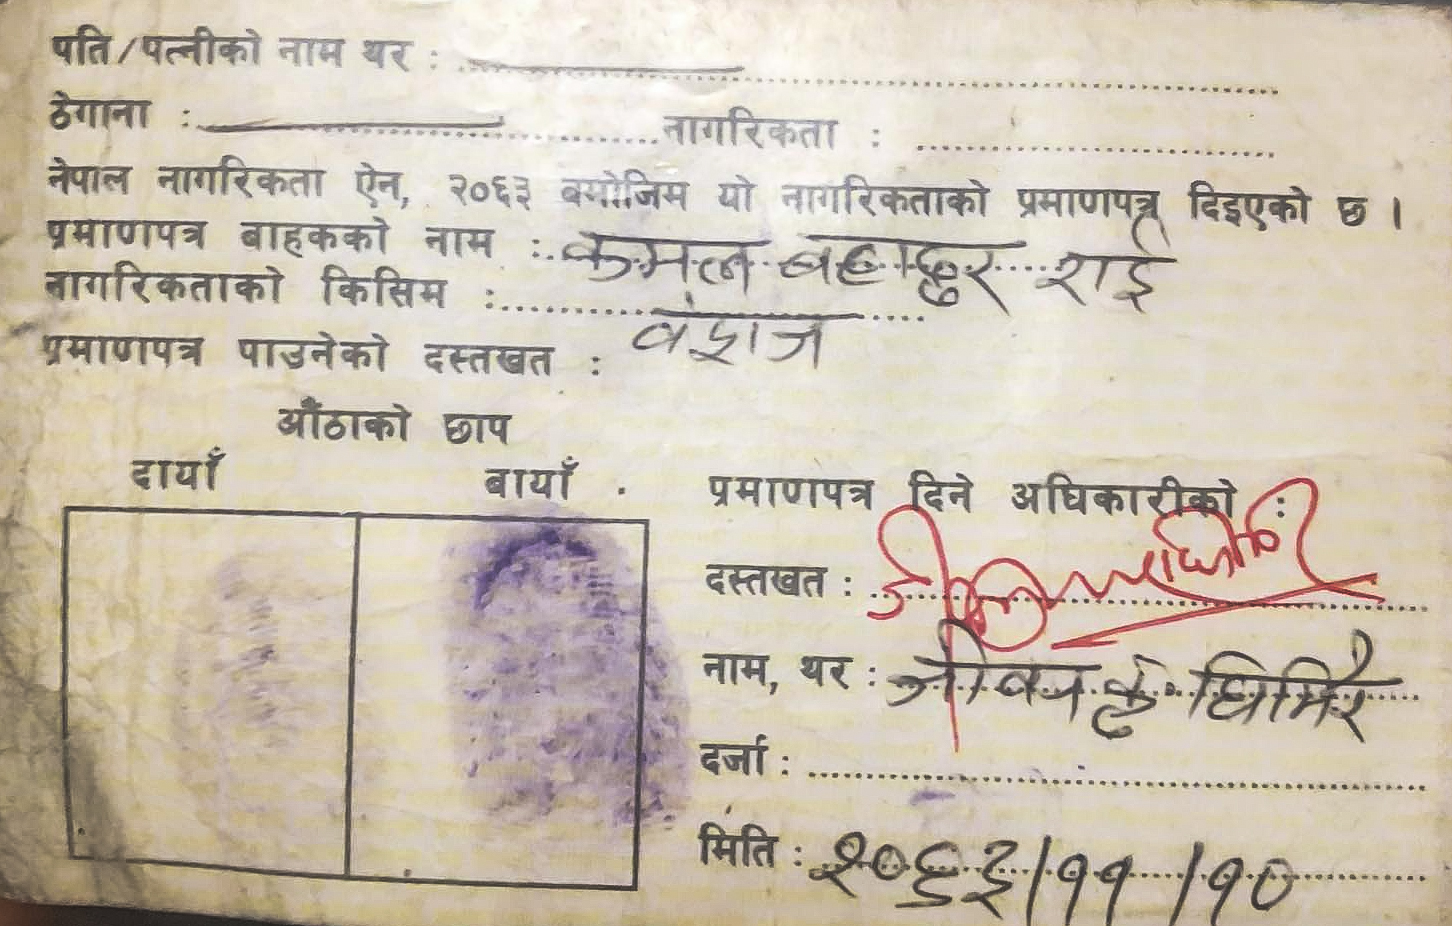 पति/पत्नीको नाम थर :
ठेगाना : नागरिकता :
नेपाल नागरिकता ऐन, २०६३ बमोजिम यो नागरिकताको प्रमाणपत्र दिइएको छ ।
प्रमाणपत्र बाहकको नाम : कमल बहादुर राई
नागरिकताको किसिम : वंशज
प्रमाणपत्र पाउनेको दस्तखत :
औंठाको छाप
दायाँ बायाँ
प्रमाणपत्र दिने अधिकारीको :
दस्तखत :
नाम, थर : जीवन कु. घिमिरे
दर्जा :
मिति : २०६३/११/१०